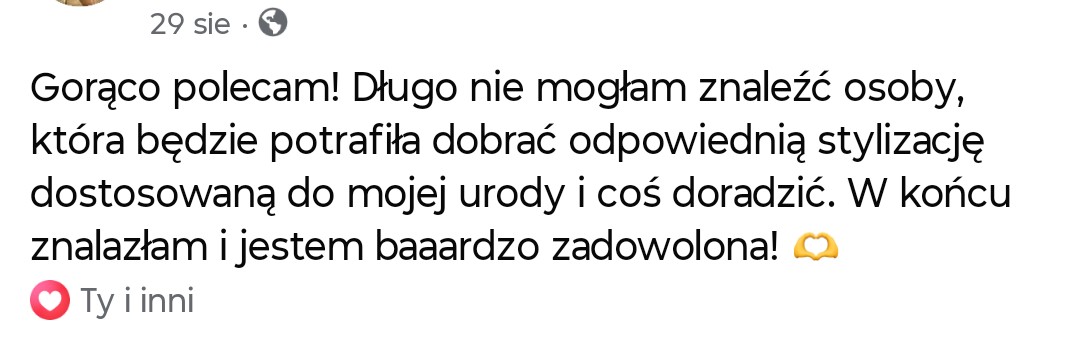 29 sie ·
Gorąco polecam! Długo nie mogłam znaleźć osoby,
która będzie potrafiła dobrać odpowiednią stylizację
dostosowaną do mojej urody i coś doradzić. W końcu
znalazłam i jestem baaardzo zadowolona! 🫶
Ty i inni